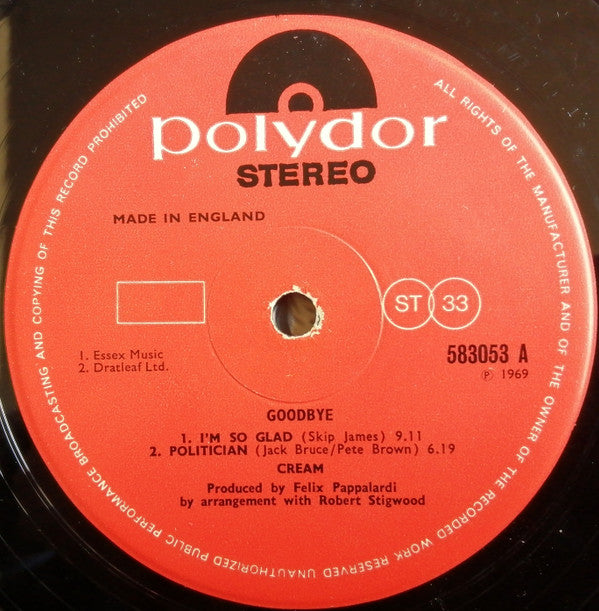 polydor
STEREO
ALL RIGHTS OF THE MANUFACTURER AND OF THE OWNER OF THE RECORDED WORK RESERVED UNAUTHORIZED PUBLIC PERFORMANCE BROADCASTING AND COPYING OF THIS RECORD PROHIBITED
MADE IN ENGLAND
ST 33
1. Essex Music
2. Dratleaf Ltd.
583053 A
℗ 1969
GOODBYE
1. I'M SO GLAD (Skip James) 9.11
2. POLITICIAN (Jack Bruce/Pete Brown) 6.19
CREAM
Produced by Felix Pappalardi
by arrangement with Robert Stigwood